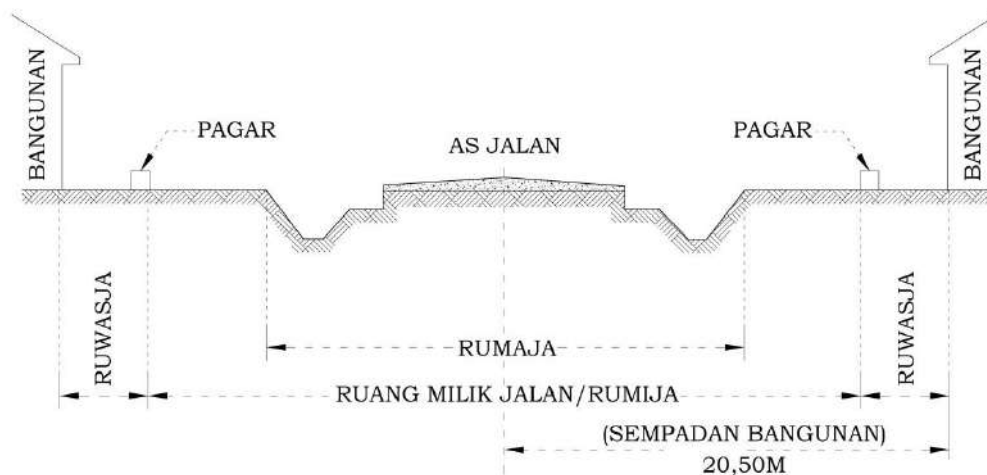 BANGUNAN
PAGAR
AS JALAN
PAGAR
BANGUNAN
RUWASJA
RUMAJA
RUWASJA
RUANG MILIK JALAN/RUMIJA
(SEMPADAN BANGUNAN)
20,50M